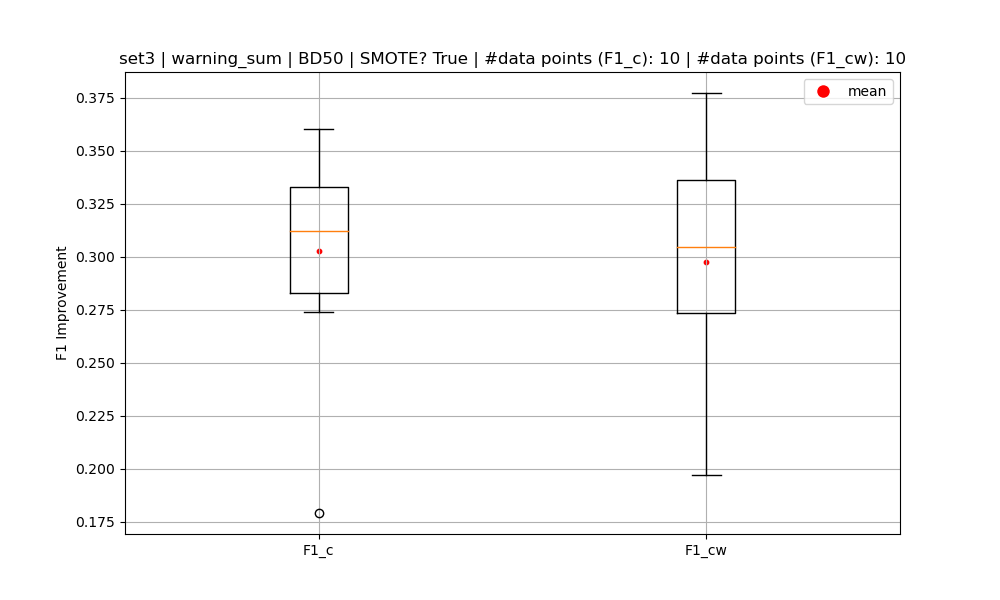 set3 | warning_sum | BD50 | SMOTE? True | #data points (F1_c): 10 | #data points (F1_cw): 10
mean
0.375
0.350
0.325
0.300
0.275
0.250
0.225
0.200
0.175
F1 Improvement
F1_c
F1_cw